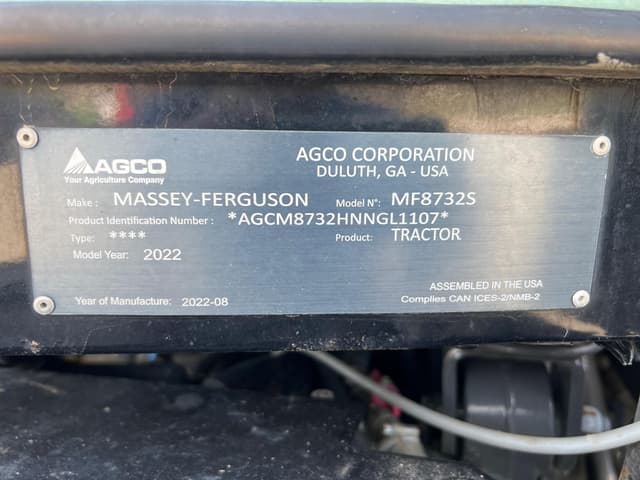 AGCO
Your Agriculture Company
AGCO CORPORATION
DULUTH, GA - USA
Make : MASSEY-FERGUSON Model N°: MF8732S
Product Identification Number : *AGCM8732HNNGL1107*
Type: **** Product: TRACTOR
Model Year: 2022
ASSEMBLED IN THE USA
Year of Manufacture: 2022-08 Complies CAN ICES-2/NMB-2